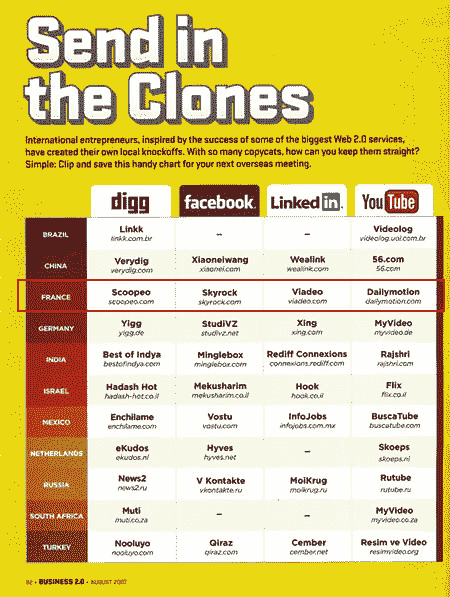 Send in
the Clones
International entrepreneurs, inspired by the success of some of the biggest Web 2.0 services,
have created their own local knockoffs. With so many copycats, how can you keep them straight?
Simple: Clip and save this handy chart for your next overseas meeting.
digg facebook. Linked in. YouTube
BRAZIL Linkk -- -- Videolog
linkk.com.br videolog.uol.com.br
CHINA Verydig Xiaoneiwang Wealink 56.com
verydig.com xiaonei.com wealink.com 56.com
FRANCE Scoopeo Skyrock Viadeo Dailymotion
scoopeo.com skyrock.com viadeo.com dailymotion.com
GERMANY Yigg StudiVZ Xing MyVideo
yigg.de studivz.net xing.com myvideo.de
INDIA Best of Indya Minglebox Rediff Connexions Rajshri
bestofindya.com minglebox.com connexions.rediff.com rajshri.com
ISRAEL Hadash Hot Mekusharim Hook Flix
hadash-hot.co.il mekusharim.co.il hook.co.il flix.co.il
MEXICO Enchilame Vostu InfoJobs BuscaTube
enchilame.com vostu.com infojobs.com.mx buscatube.com
NETHERLANDS eKudos Hyves -- Skoeps
ekudos.nl hyves.net skoeps.nl
RUSSIA News2 V Kontakte MoiKrug Rutube
news2.ru vkontakte.ru moikrug.ru rutube.ru
SOUTH AFRICA Muti -- -- MyVideo
muti.co.za myvideo.co.za
TURKEY Nooluyo Qiraz Cember Resim ve Video
nooluyo.com qiraz.com cember.net resimvideo.org
82 • BUSINESS 2.0 • AUGUST 2007